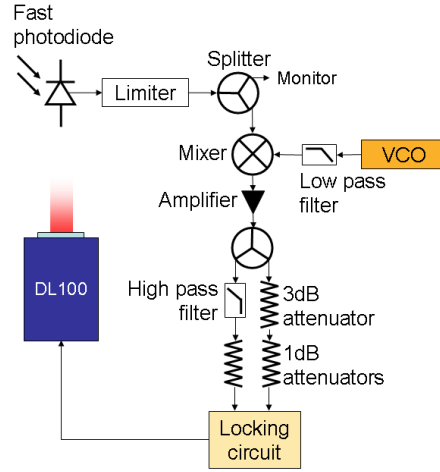 Fast
photodiode
Limiter
Splitter
Monitor
Mixer
VCO
Low pass
filter
Amplifier
DL100
High pass
filter
3dB
attenuator
1dB
attenuators
Locking
circuit